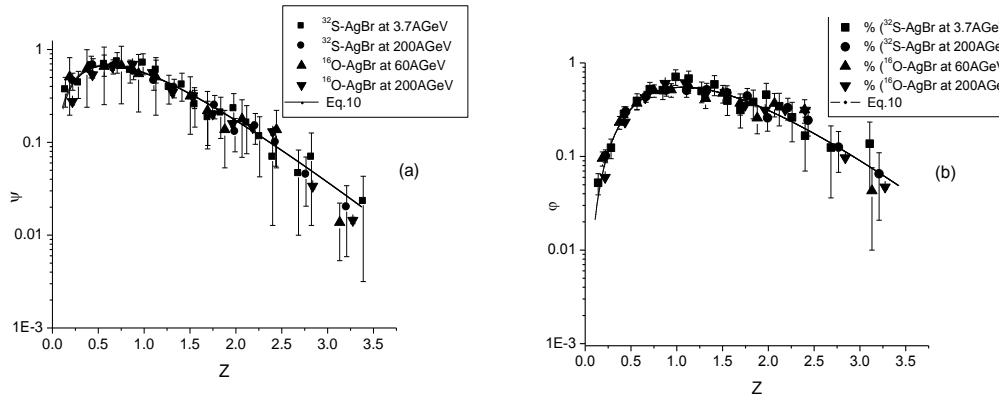 ³²S-AgBr at 3.7AGeV
³²S-AgBr at 200AGeV
¹⁶O-AgBr at 60AGeV
¹⁶O-AgBr at 200AGeV
Eq.10
(a)
1
0.1
0.01
1E-3
ψ
0.0 0.5 1.0 1.5 2.0 2.5 3.0 3.5
Z
% (³²S-AgBr at 3.7AGe
% (³²S-AgBr at 200AGe
% (¹⁶O-AgBr at 60AGeV
% (¹⁶O-AgBr at 200AGe
Eq.10
(b)
1
0.1
0.01
1E-3
φ
0.0 0.5 1.0 1.5 2.0 2.5 3.0 3.5
Z